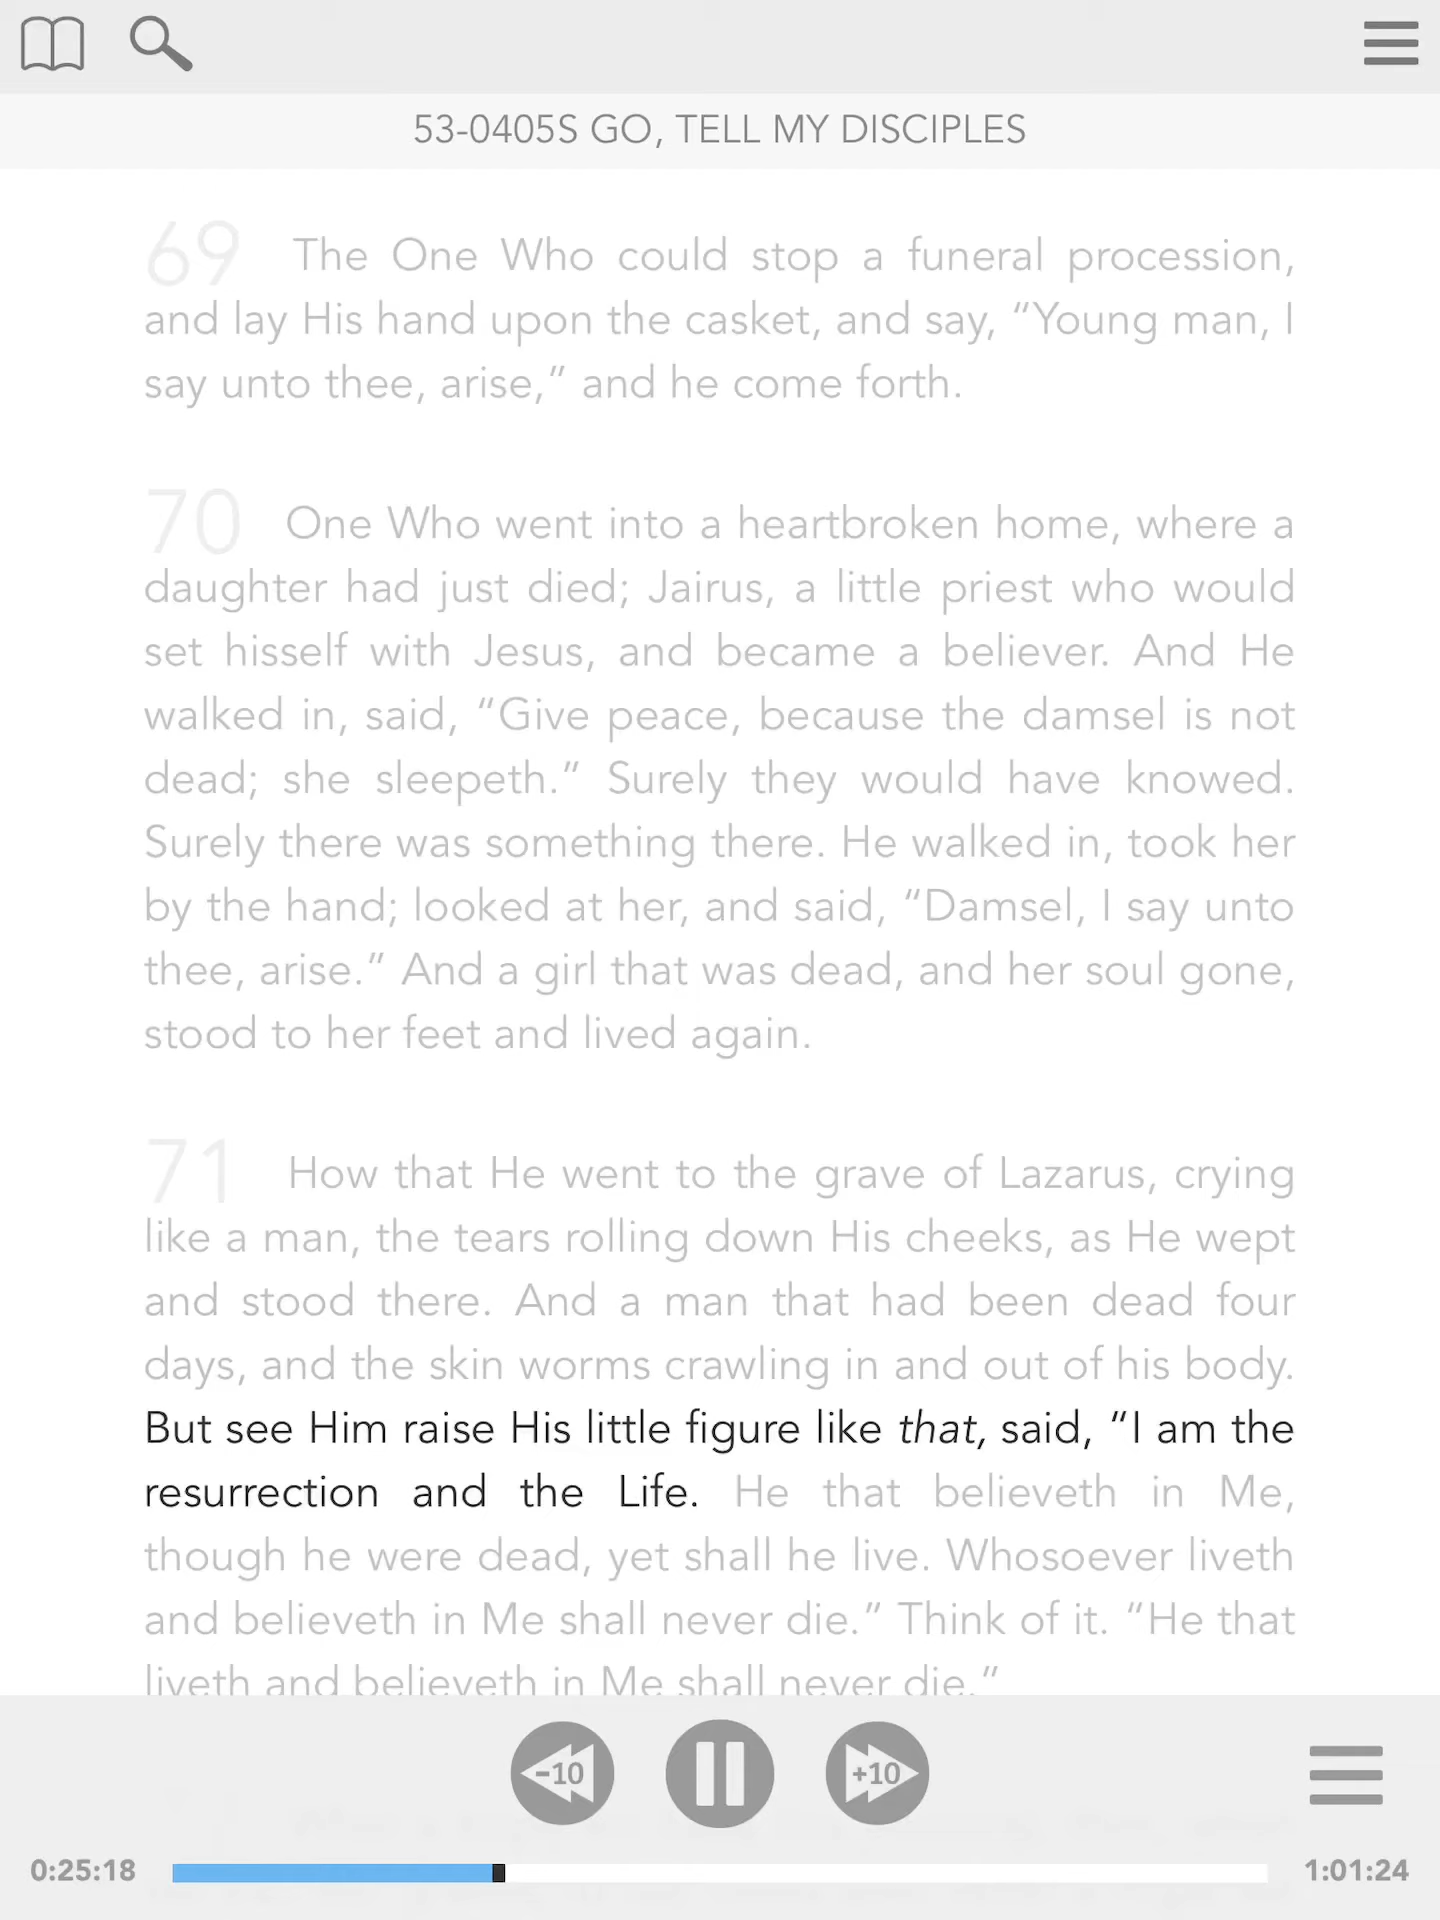 53-0405S GO, TELL MY DISCIPLES
69 The One Who could stop a funeral procession,
and lay His hand upon the casket, and say, “Young man, I
say unto thee, arise,” and he come forth.
70 One Who went into a heartbroken home, where a
daughter had just died; Jairus, a little priest who would
set hisself with Jesus, and became a believer. And He
walked in, said, “Give peace, because the damsel is not
dead; she sleepeth.” Surely they would have knowed.
Surely there was something there. He walked in, took her
by the hand; looked at her, and said, “Damsel, I say unto
thee, arise.” And a girl that was dead, and her soul gone,
stood to her feet and lived again.
71 How that He went to the grave of Lazarus, crying
like a man, the tears rolling down His cheeks, as He wept
and stood there. And a man that had been dead four
days, and the skin worms crawling in and out of his body.
But see Him raise His little figure like that, said, “I am the
resurrection and the Life. He that believeth in Me,
though he were dead, yet shall he live. Whosoever liveth
and believeth in Me shall never die.” Think of it. “He that
liveth and believeth in Me shall never die.”
-10 +10
0:25:18 1:01:24